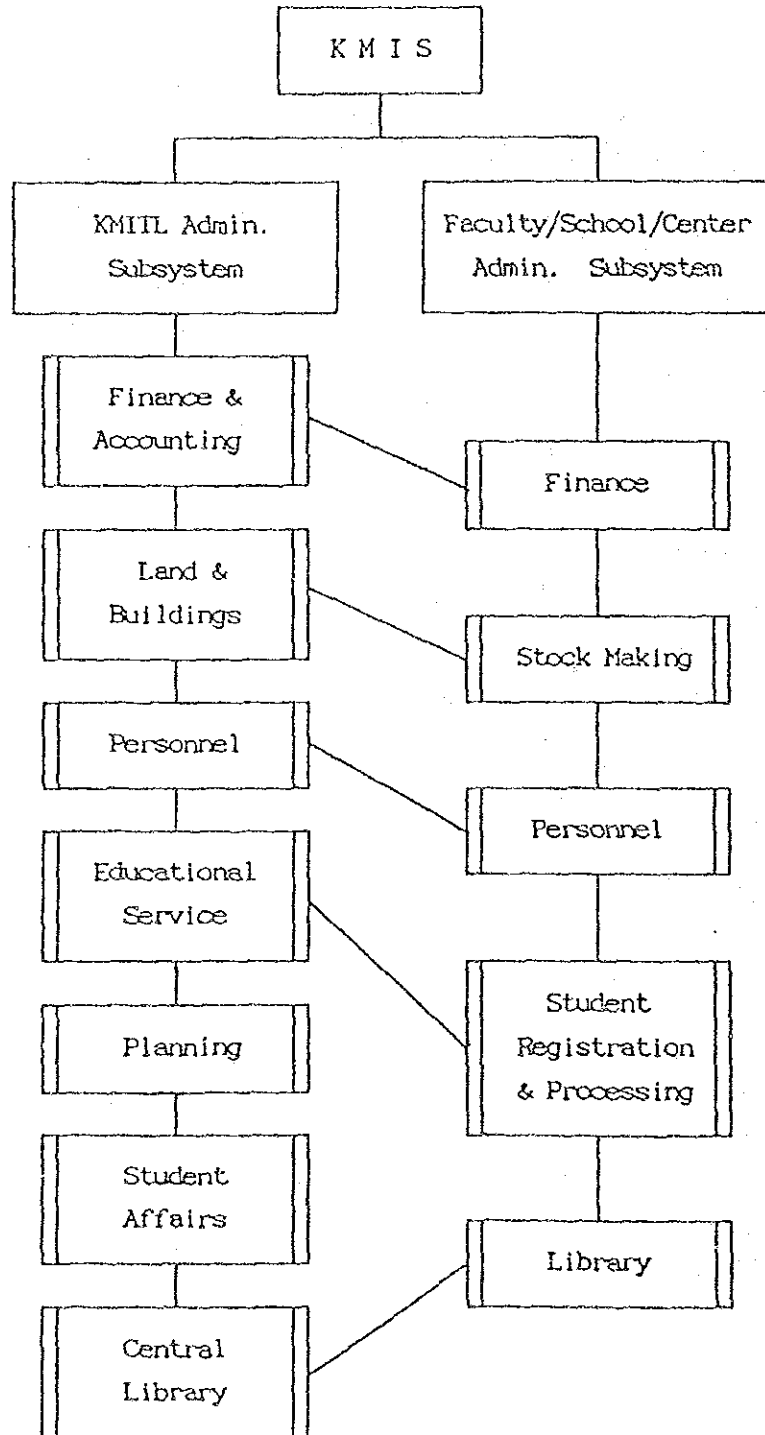 K M I S
KMITL Admin.
Subsystem
Faculty/School/Center
Admin. Subsystem
Finance &
Accounting
Land &
Buildings
Personnel
Educational
Service
Planning
Student
Affairs
Central
Library
Finance
Stock Making
Personnel
Student
Registration
& Processing
Library